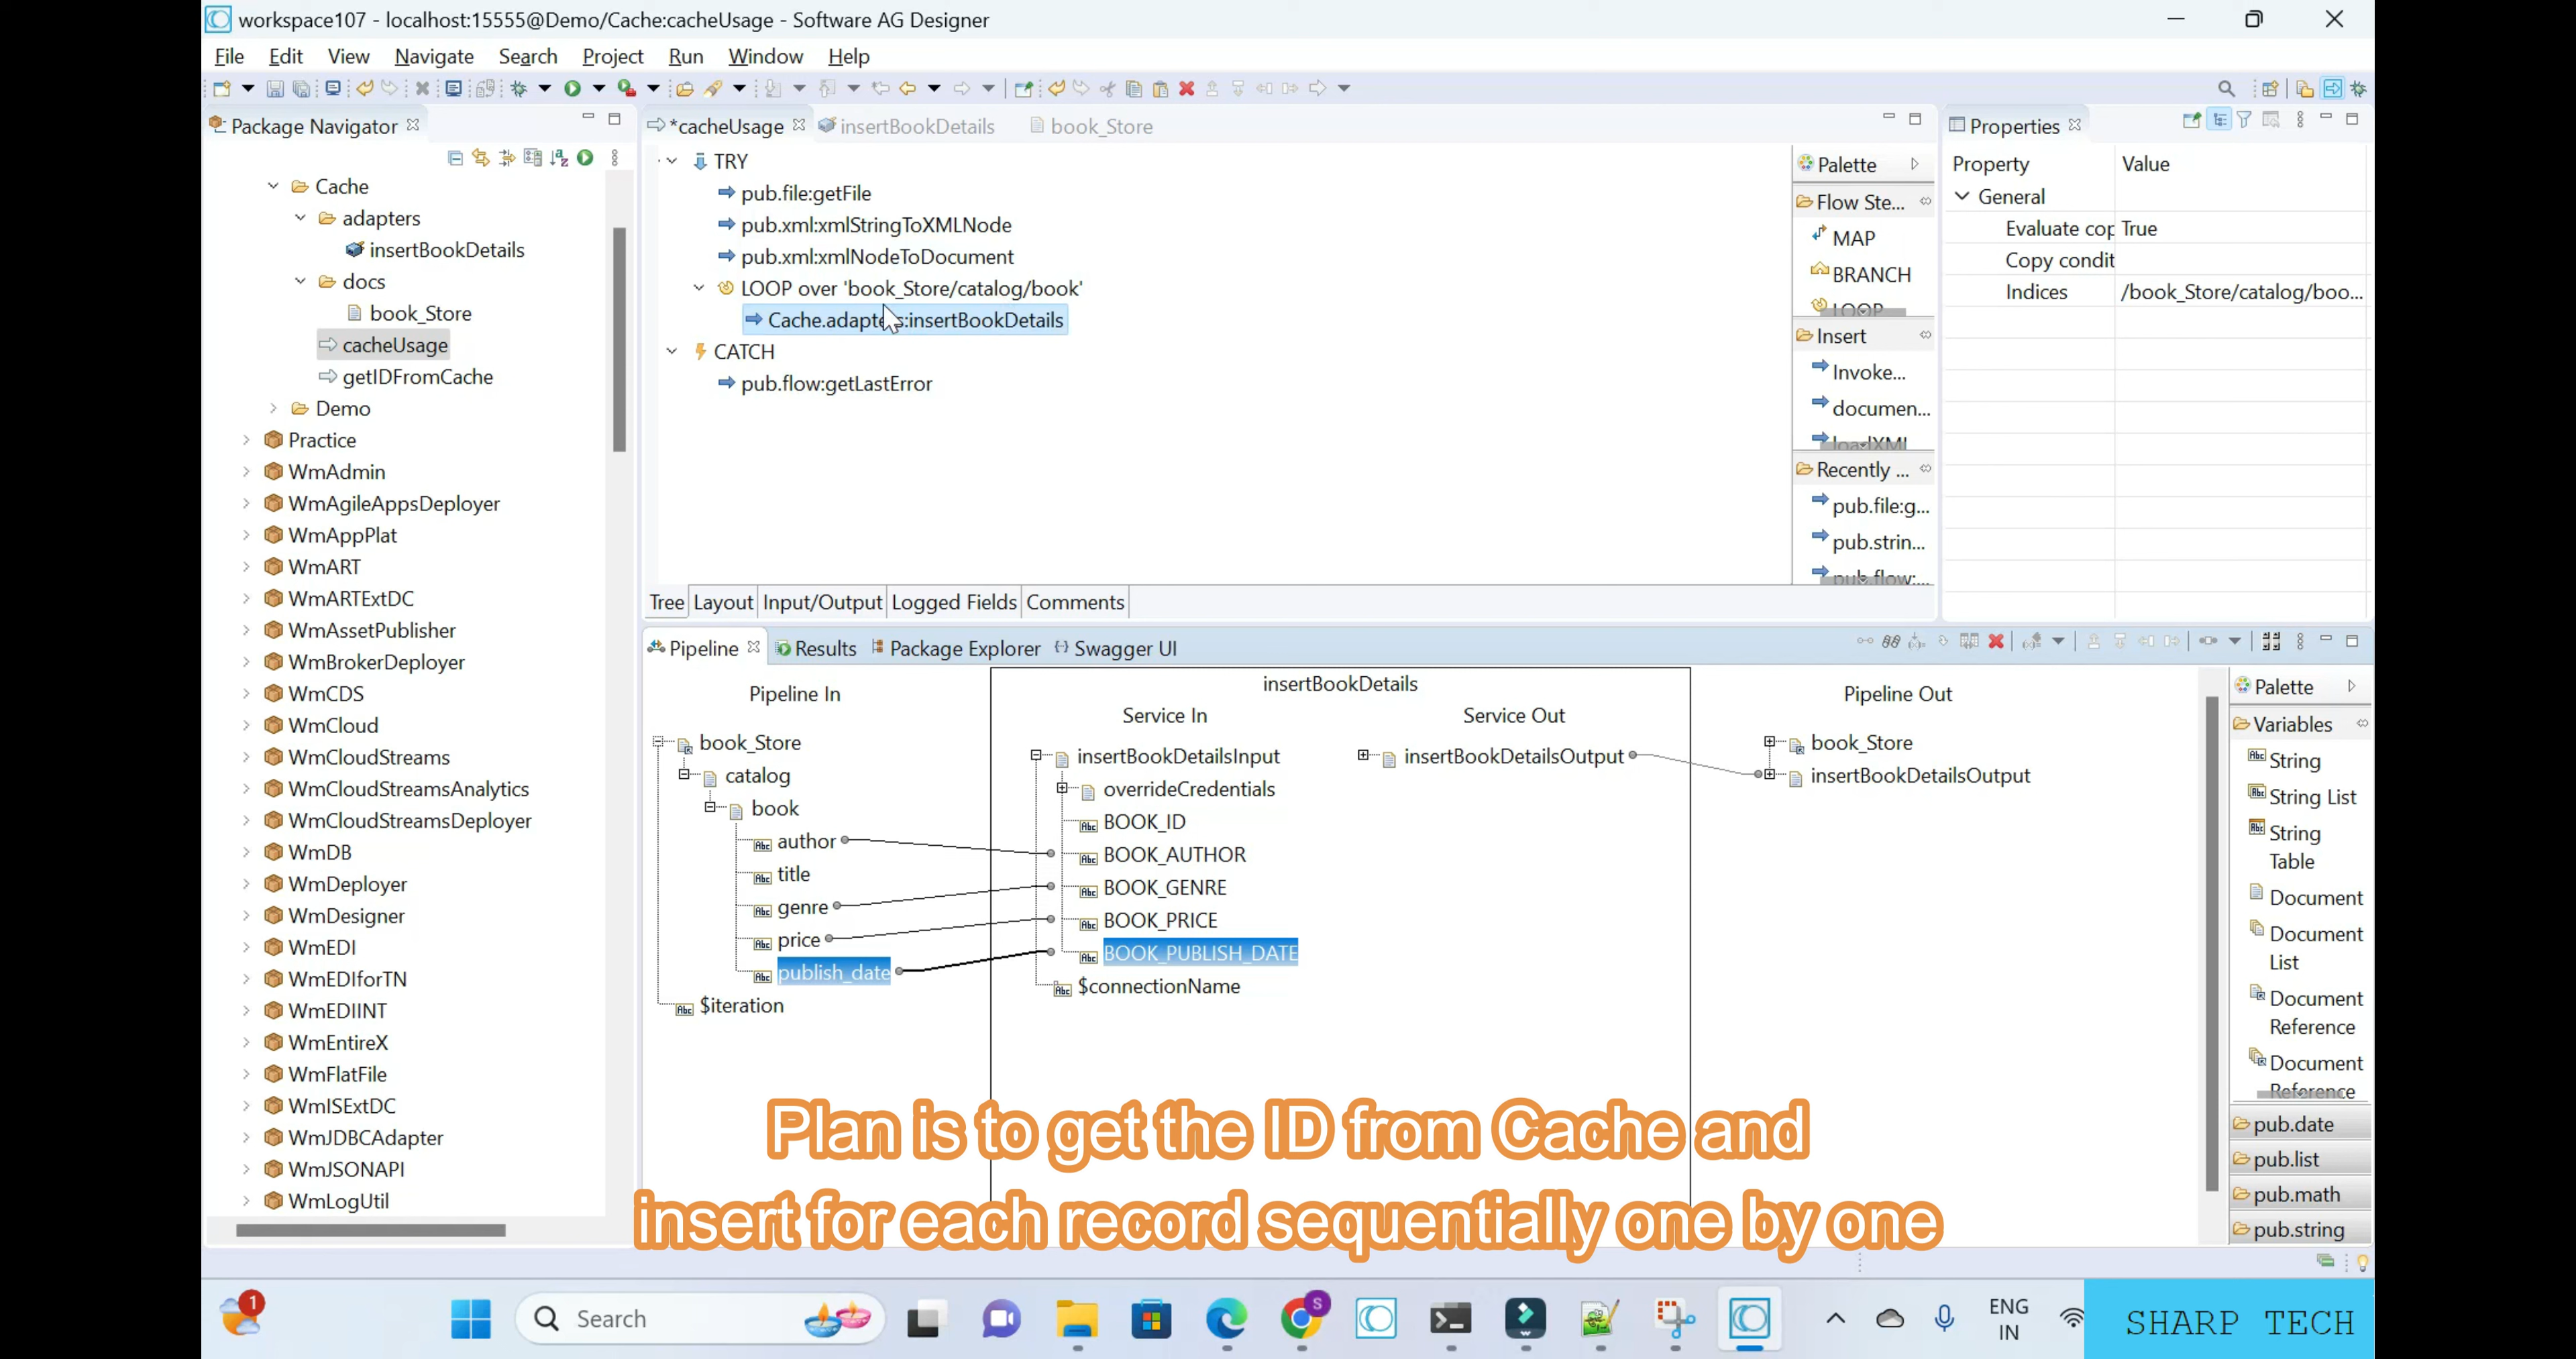 workspace107 - localhost:15555@Demo/Cache:cacheUsage - Software AG Designer
File Edit View Navigate Search Project Run Window Help
Package Navigator
Cache
adapters
insertBookDetails
docs
book_Store
cacheUsage
getIDFromCache
Demo
Practice
WmAdmin
WmAgileAppsDeployer
WmAppPlat
WmART
WmARTExtDC
WmAssetPublisher
WmBrokerDeployer
WmCDS
WmCloud
WmCloudStreams
WmCloudStreamsAnalytics
WmCloudStreamsDeployer
WmDB
WmDeployer
WmDesigner
WmEDI
WmEDIforTN
WmEDIINT
WmEntireX
WmFlatFile
WmISExtDC
WmJDBCAdapter
WmJSONAPI
WmLogUtil
*cacheUsage insertBookDetails book_Store
TRY
pub.file:getFile
pub.xml:xmlStringToXMLNode
pub.xml:xmlNodeToDocument
LOOP over 'book_Store/catalog/book'
Cache.adapters:insertBookDetails
CATCH
pub.flow:getLastError
Tree Layout Input/Output Logged Fields Comments
Palette
Flow Ste...
MAP
BRANCH
LOOP
Insert
Invoke...
documen...
loadXML
Recently ...
pub.file:g...
pub.strin...
pub.flow:...
Properties
Property Value
General
Evaluate cop True
Copy condit
Indices /book_Store/catalog/boo...
Pipeline Results Package Explorer Swagger UI
Pipeline In
book_Store
catalog
book
author
title
genre
price
publish_date
$iteration
insertBookDetails
Service In Service Out
insertBookDetailsInput
overrideCredentials
BOOK_ID
BOOK_AUTHOR
BOOK_GENRE
BOOK_PRICE
BOOK_PUBLISH_DATE
$connectionName
insertBookDetailsOutput
Pipeline Out
book_Store
insertBookDetailsOutput
Palette
Variables
String
String List
String
Table
Document
Document
List
Document
Reference
Document
Reference
pub.date
pub.list
pub.math
pub.string
Plan is to get the ID from Cache and
insert for each record sequentially one by one
1
Search
S
ENG
IN
SHARP TECH